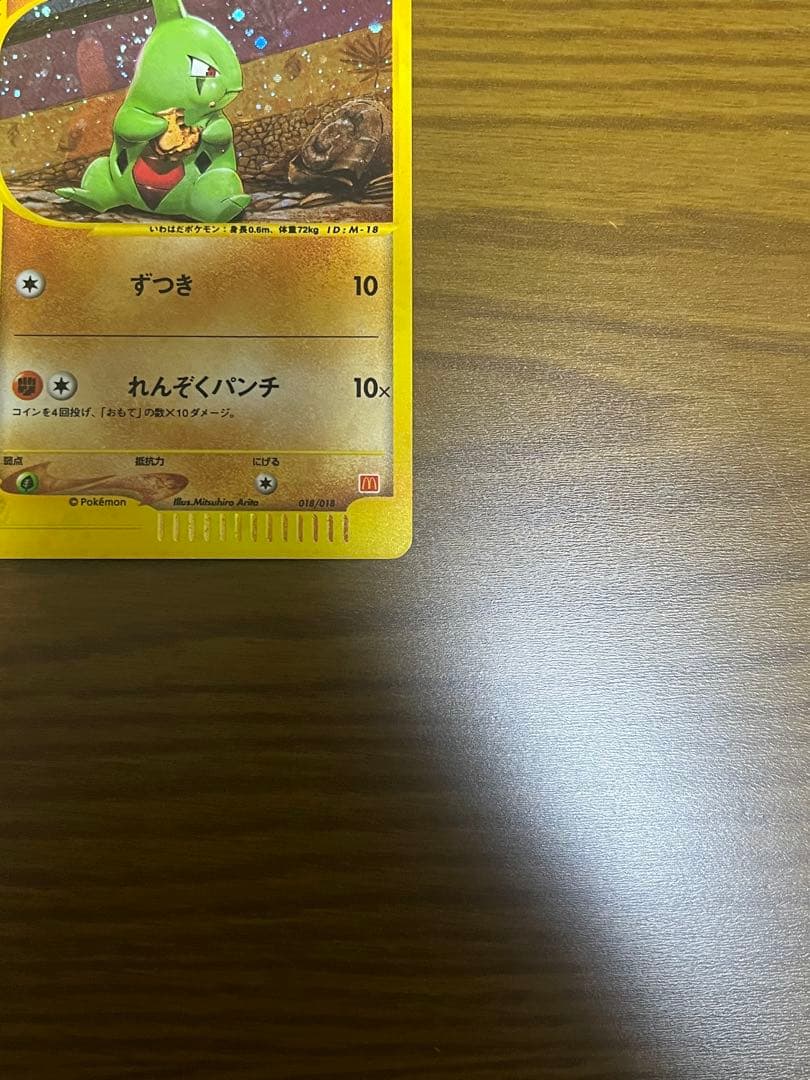 いわはだポケモン：身長0.6m、体重72kg ID：M-18
ずつき 10
れんぞくパンチ 10×
コインを4回投げ、「おもて」の数×10ダメージ。
弱点 抵抗力 にげる
©Pokémon Illus.Mitsuhiro Arita 018/018